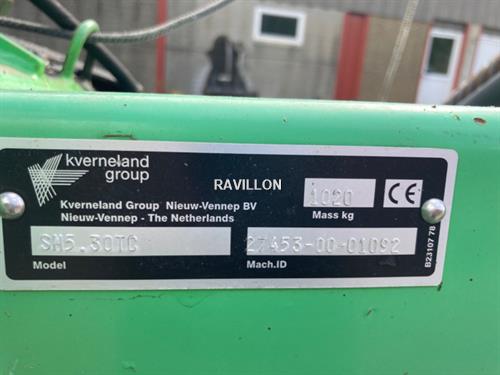 kverneland
group
RAVILLON
1020
CE
Mass kg
Kverneland Group Nieuw-Vennep BV
Nieuw-Vennep - The Netherlands
SM5.30TC
27453-00-01092
Model
Mach.ID
B23107 78